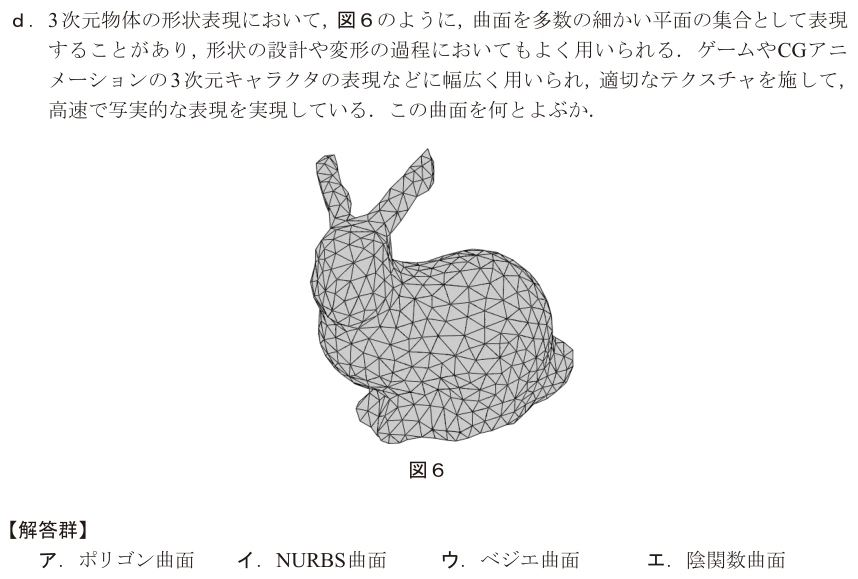 d．3次元物体の形状表現において，図6のように，曲面を多数の細かい平面の集合として表現
することがあり，形状の設計や変形の過程においてもよく用いられる．ゲームやCGアニ
メーションの3次元キャラクタの表現などに幅広く用いられ，適切なテクスチャを施して，
高速で写実的な表現を実現している．この曲面を何とよぶか．
図6
【解答群】
ア．ポリゴン曲面　イ．NURBS曲面　ウ．ベジエ曲面　エ．陰関数曲面